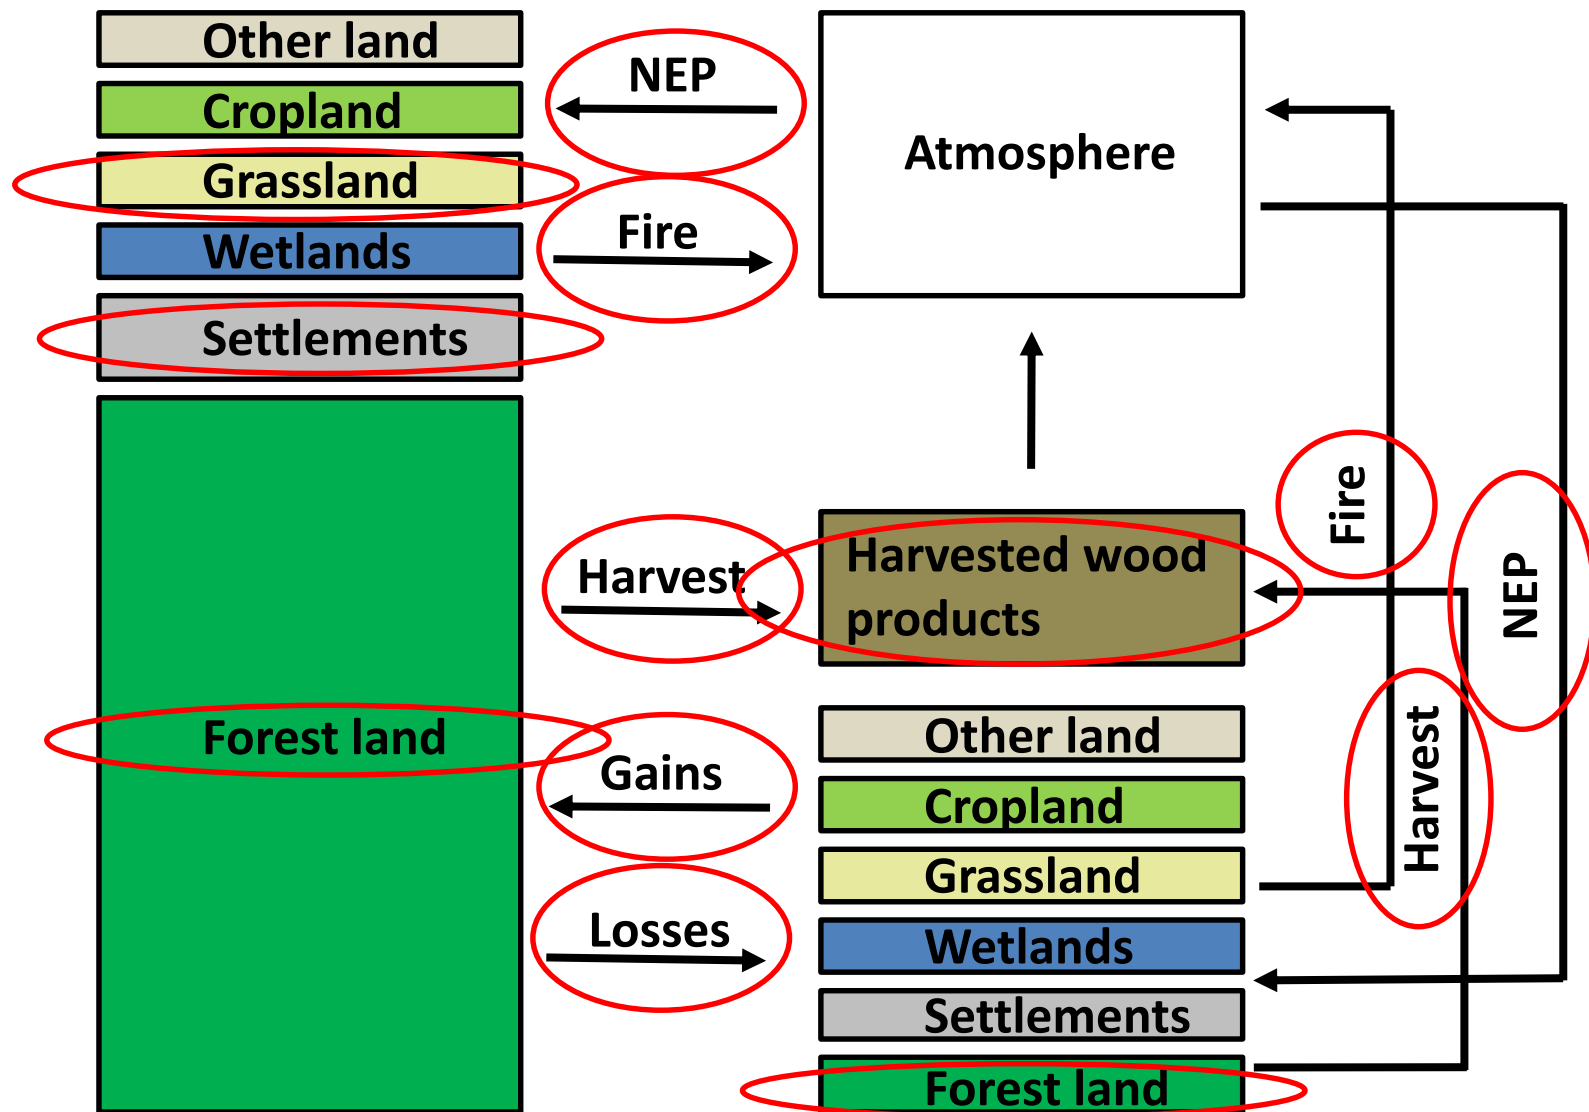 Other land
Cropland
Grassland
Wetlands
Settlements
Forest land
NEP
Fire
Harvest
Gains
Losses
Atmosphere
Harvested wood
products
Other land
Cropland
Grassland
Wetlands
Settlements
Forest land
Fire
Harvest
NEP